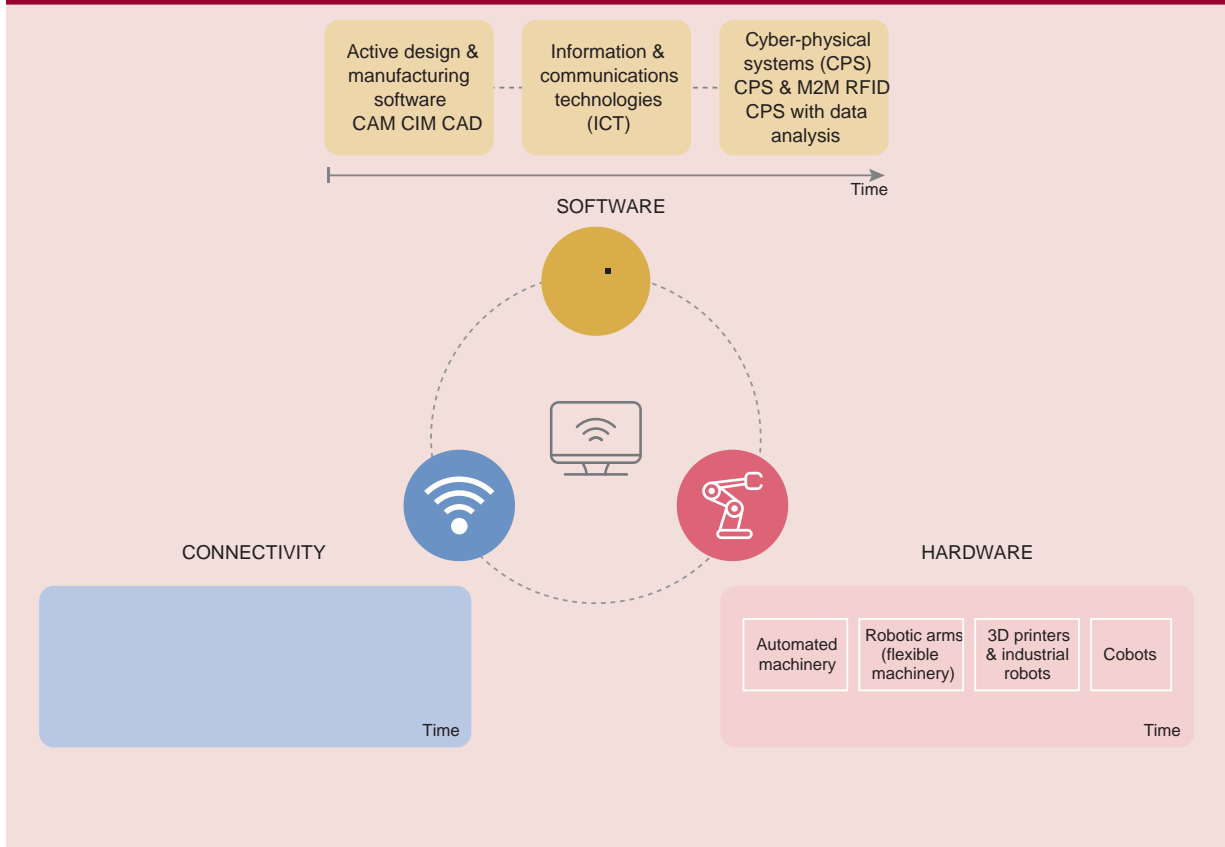 Active design &
manufacturing
software
CAM CIM CAD
Information &
communications
technologies
(ICT)
Cyber-physical
systems (CPS)
CPS & M2M RFID
CPS with data
analysis
Time
SOFTWARE
CONNECTIVITY
Time
HARDWARE
Automated
machinery
Robotic arms
(flexible
machinery)
3D printers
& industrial
robots
Cobots
Time